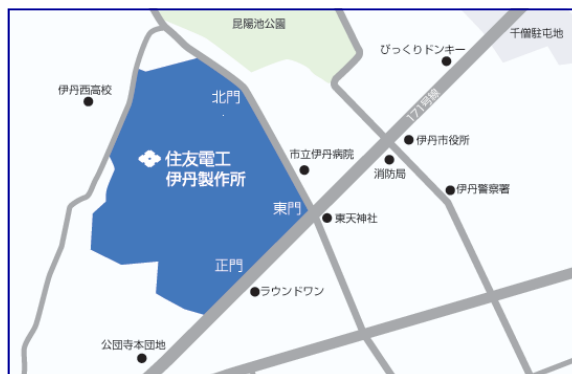 昆陽池公園
千僧駐屯地
びっくりドンキー
伊丹西高校
北門
171号線
伊丹市役所
市立伊丹病院
消防局
住友電工
伊丹製作所
伊丹警察署
東門
東天神社
正門
ラウンドワン
公団寺本団地